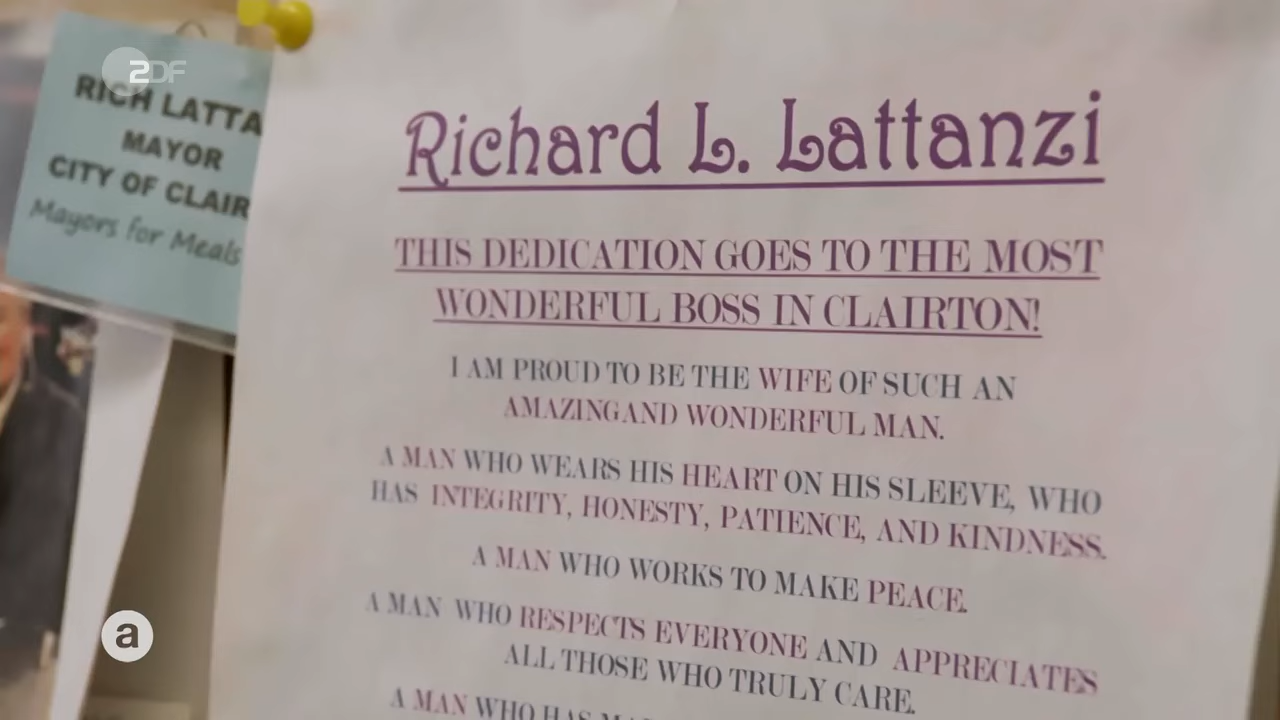 ZDF
RICH LATTA
MAYOR
CITY OF CLAIR
Mayors for Meals
Richard L. Lattanzi
THIS DEDICATION GOES TO THE MOST
WONDERFUL BOSS IN CLAIRTON!
I AM PROUD TO BE THE WIFE OF SUCH AN
AMAZING AND WONDERFUL MAN.
A MAN WHO WEARS HIS HEART ON HIS SLEEVE, WHO
HAS INTEGRITY, HONESTY, PATIENCE, AND KINDNESS.
A MAN WHO WORKS TO MAKE PEACE.
A MAN WHO RESPECTS EVERYONE AND APPRECIATES
ALL THOSE WHO TRULY CARE.
A MAN WHO HAS
a